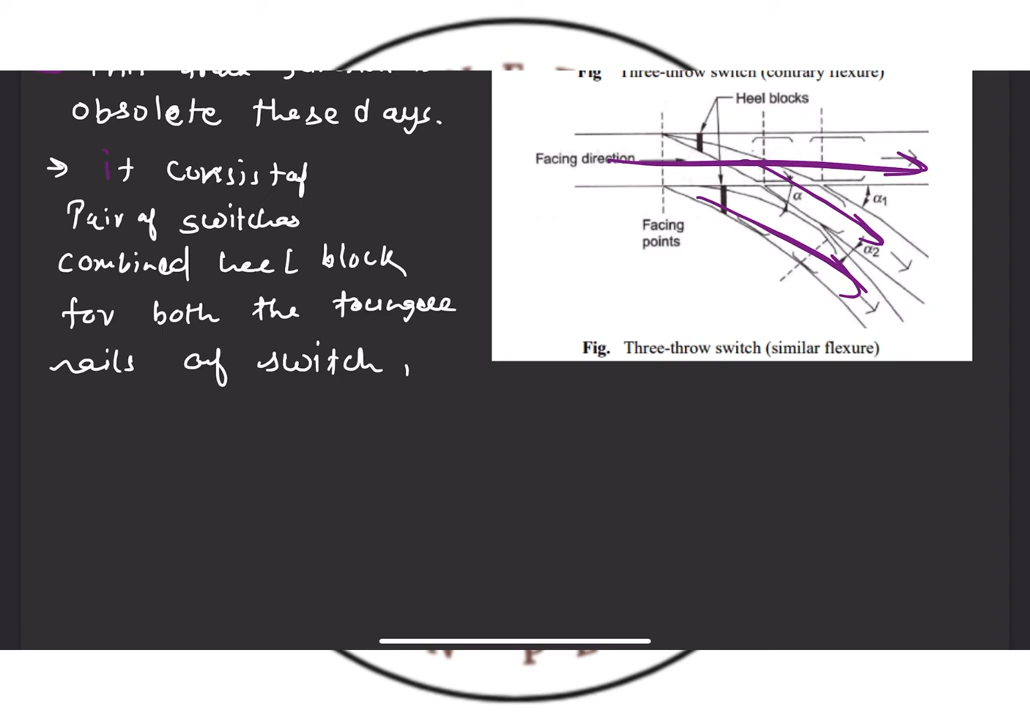 Fig Three-throw switch (contrary flexure)
obsolete these days.
Heel blocks
→ it consist of
Facing direction
Pair of switches
α
α1
Facing
points
combined heel block
α2
for both the toungee
rails of switch,
Fig. Three-throw switch (similar flexure)
W P E